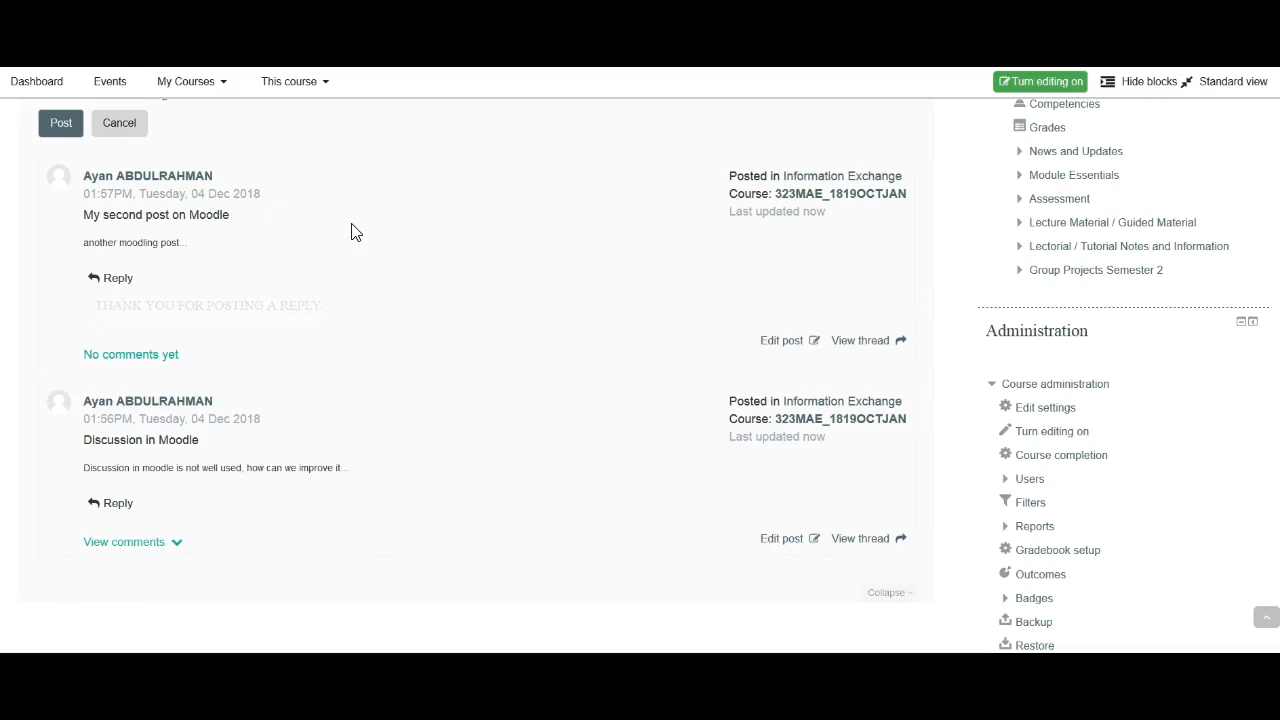 Dashboard Events My Courses This course Turn editing on Hide blocks Standard view
Post Cancel
Ayan ABDULRAHMAN
01:57PM, Tuesday, 04 Dec 2018
My second post on Moodle
another moodling post...
Reply
THANK YOU FOR POSTING A REPLY.
No comments yet
Posted in Information Exchange
Course: 323MAE_1819OCTJAN
Last updated now
Edit post View thread
Ayan ABDULRAHMAN
01:56PM, Tuesday, 04 Dec 2018
Discussion in Moodle
Discussion in moodle is not well used, how can we improve it...
Reply
View comments
Posted in Information Exchange
Course: 323MAE_1819OCTJAN
Last updated now
Edit post View thread
Collapse −
Competencies
Grades
News and Updates
Module Essentials
Assessment
Lecture Material / Guided Material
Lectorial / Tutorial Notes and Information
Group Projects Semester 2
Administration
Course administration
Edit settings
Turn editing on
Course completion
Users
Filters
Reports
Gradebook setup
Outcomes
Badges
Backup
Restore